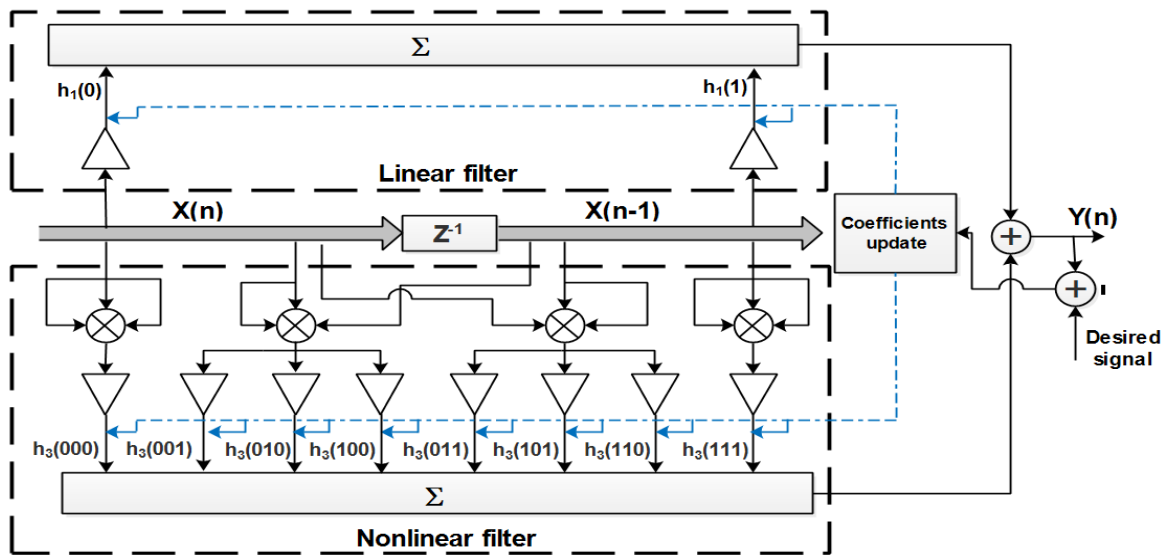 Σ
h₁(0)
h₁(1)
Linear filter
X(n)
Z⁻¹
X(n-1)
Coefficients
update
+
Y(n)
+
-
Desired
signal
h₃(000)
h₃(001)
h₃(010)
h₃(100)
h₃(011)
h₃(101)
h₃(110)
h₃(111)
Σ
Nonlinear filter